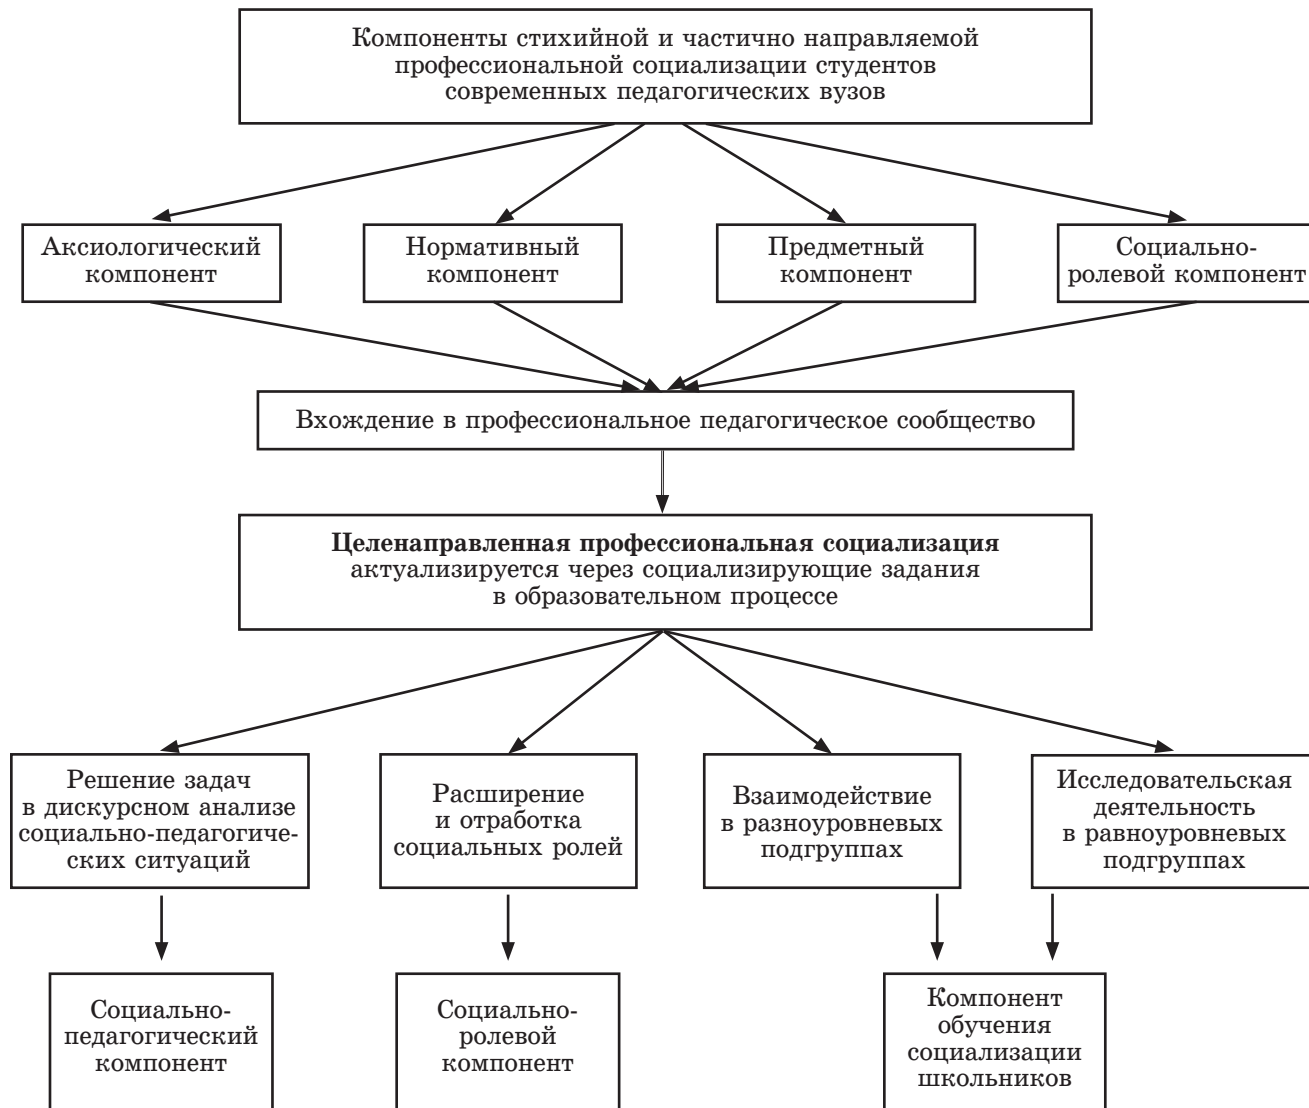 Компоненты стихийной и частично направляемой
профессиональной социализации студентов
современных педагогических вузов
Аксиологический
компонент
Нормативный
компонент
Предметный
компонент
Социально-
ролевой компонент
Вхождение в профессиональное педагогическое сообщество
Целенаправленная профессиональная социализация
актуализируется через социализирующие задания
в образовательном процессе
Решение задач
в дискурсном анализе
социально-педагогиче-
ских ситуаций
Расширение
и отработка
социальных ролей
Взаимодействие
в разноуровневых
подгруппах
Исследовательская
деятельность
в равноуровневых
подгруппах
Социально-
педагогический
компонент
Социально-
ролевой
компонент
Компонент
обучения
социализации
школьников